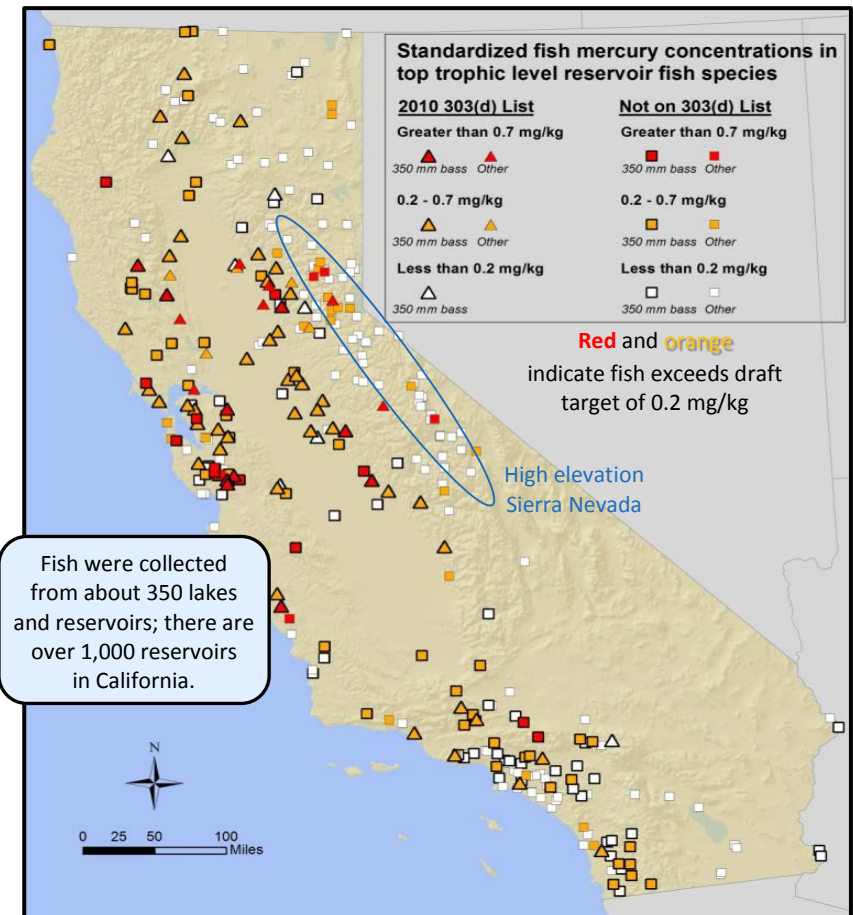 Standardized fish mercury concentrations in
top trophic level reservoir fish species
2010 303(d) List
Not on 303(d) List
Greater than 0.7 mg/kg
Greater than 0.7 mg/kg
350 mm bass Other
350 mm bass Other
0.2 - 0.7 mg/kg
0.2 - 0.7 mg/kg
350 mm bass Other
350 mm bass Other
Less than 0.2 mg/kg
Less than 0.2 mg/kg
350 mm bass
350 mm bass Other
Red and orange
indicate fish exceeds draft
target of 0.2 mg/kg
High elevation
Sierra Nevada
Fish were collected
from about 350 lakes
and reservoirs; there are
over 1,000 reservoirs
in California.
N
0 25 50 100
Miles